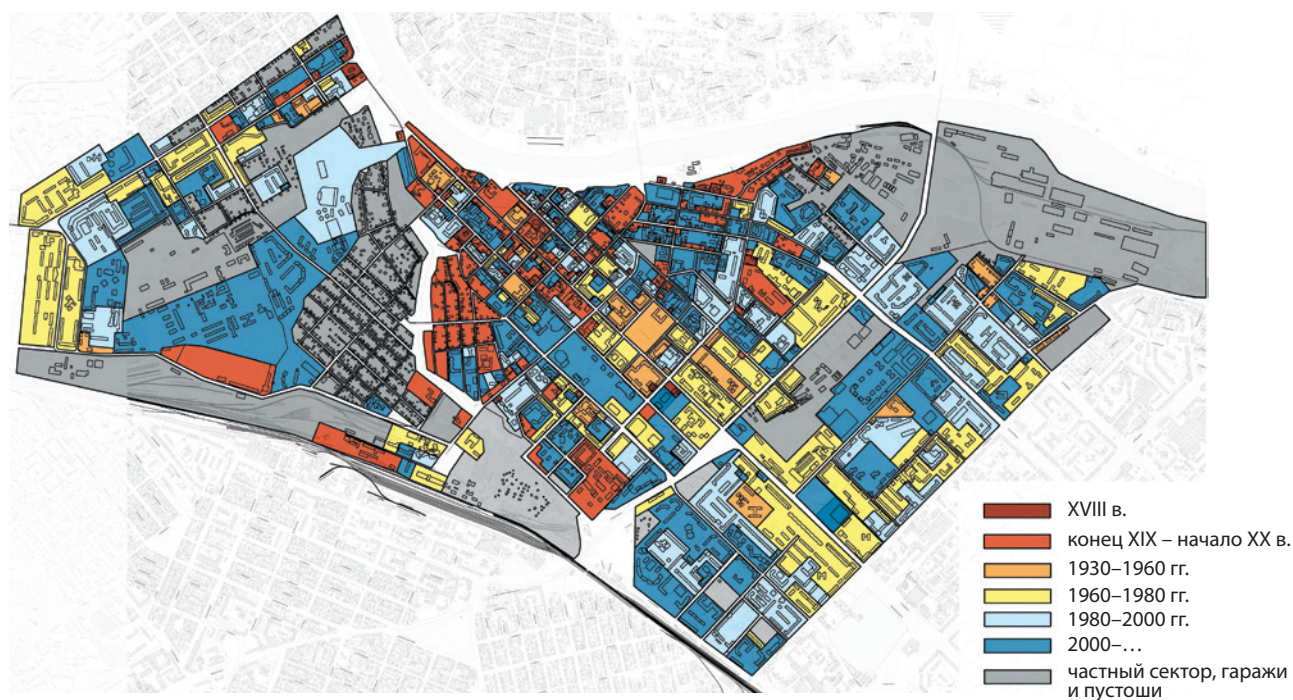 XVIII в.
конец XIX – начало XX в.
1930–1960 гг.
1960–1980 гг.
1980–2000 гг.
2000–…
частный сектор, гаражи
и пустоши